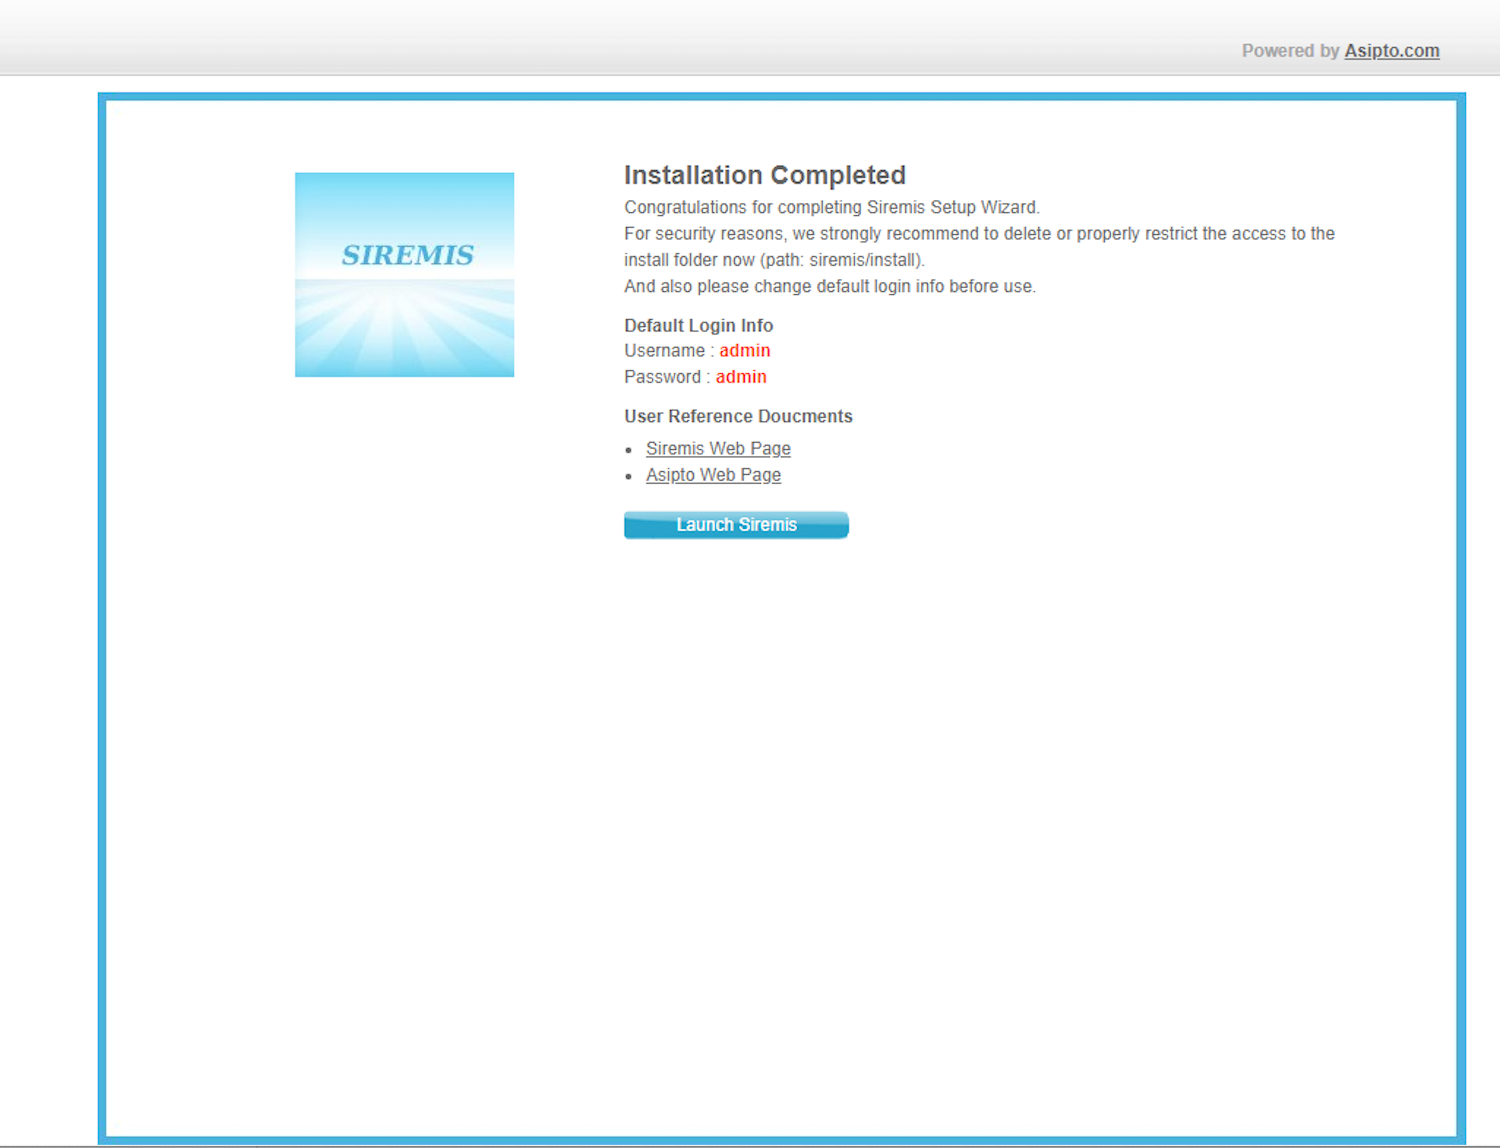 Powered by Asipto.com
SIREMIS
Installation Completed
Congratulations for completing Siremis Setup Wizard.
For security reasons, we strongly recommend to delete or properly restrict the access to the
install folder now (path: siremis/install).
And also please change default login info before use.
Default Login Info
Username : admin
Password : admin
User Reference Doucments
Siremis Web Page
Asipto Web Page
Launch Siremis